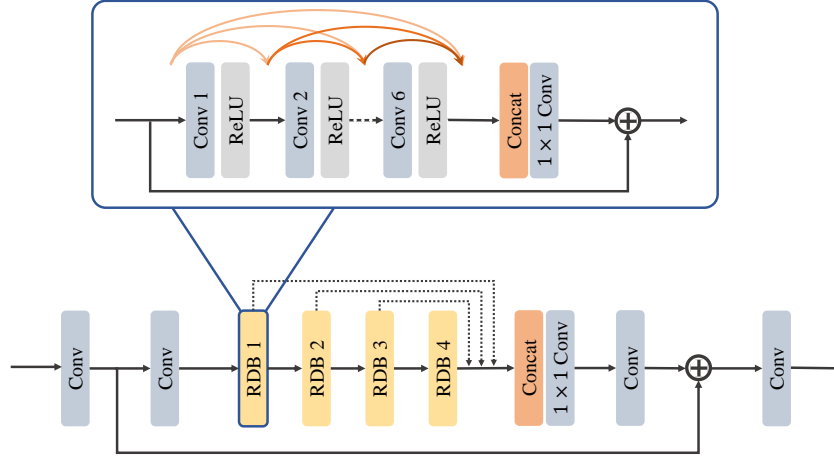 Conv 1
ReLU
Conv 2
ReLU
Conv 6
ReLU
Concat
1 × 1 Conv
Conv
Conv
RDB 1
RDB 2
RDB 3
RDB 4
Concat
1 × 1 Conv
Conv
Conv